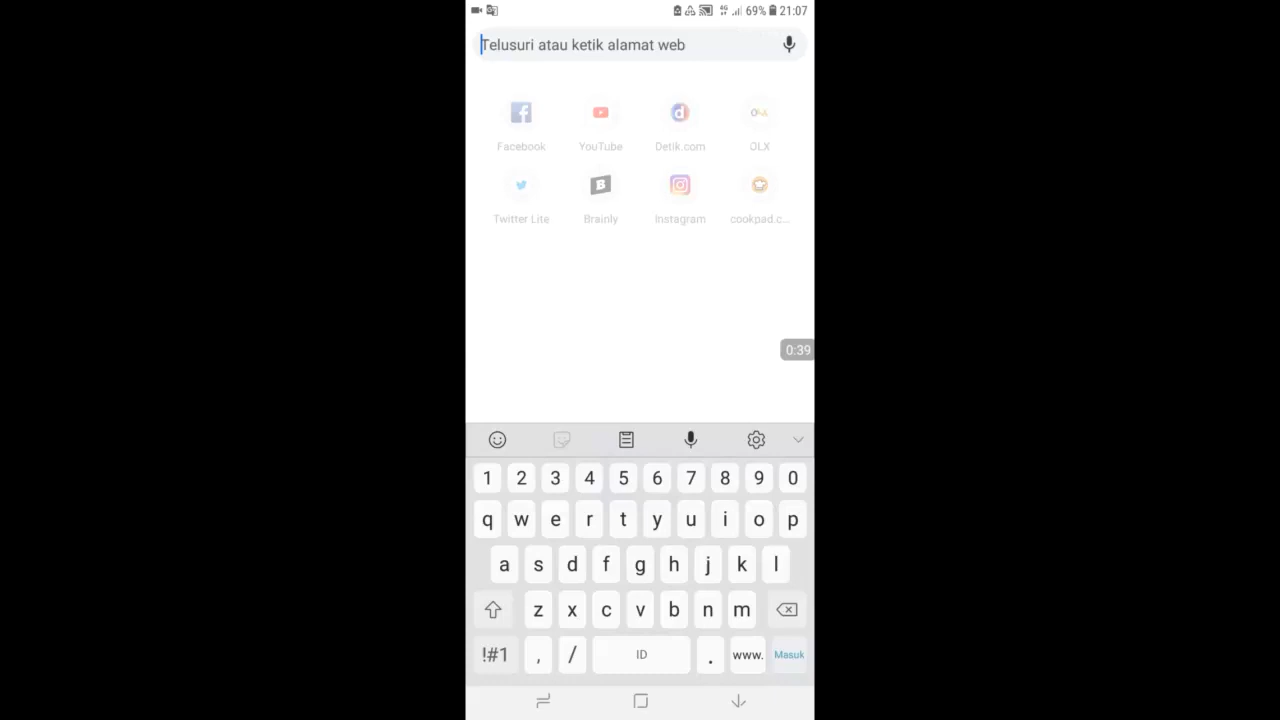 4G 69% 21:07
Telusuri atau ketik alamat web
Facebook YouTube Detik.com OLX
Twitter Lite Brainly Instagram cookpad.c...
0:39
1 2 3 4 5 6 7 8 9 0
q w e r t y u i o p
a s d f g h j k l
z x c v b n m
!#1 , / ID . www. Masuk